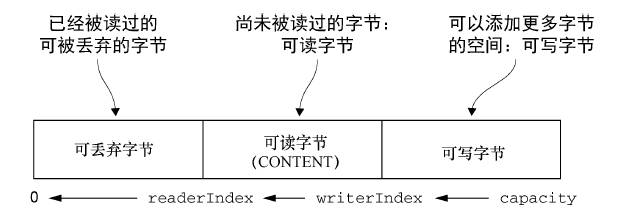 已经被读过的
可被丢弃的字节
尚未被读过的字节：
可读字节
可以添加更多字节
的空间：可写字节
可丢弃字节
可读字节
(CONTENT)
可写字节
0 readerIndex writerIndex capacity